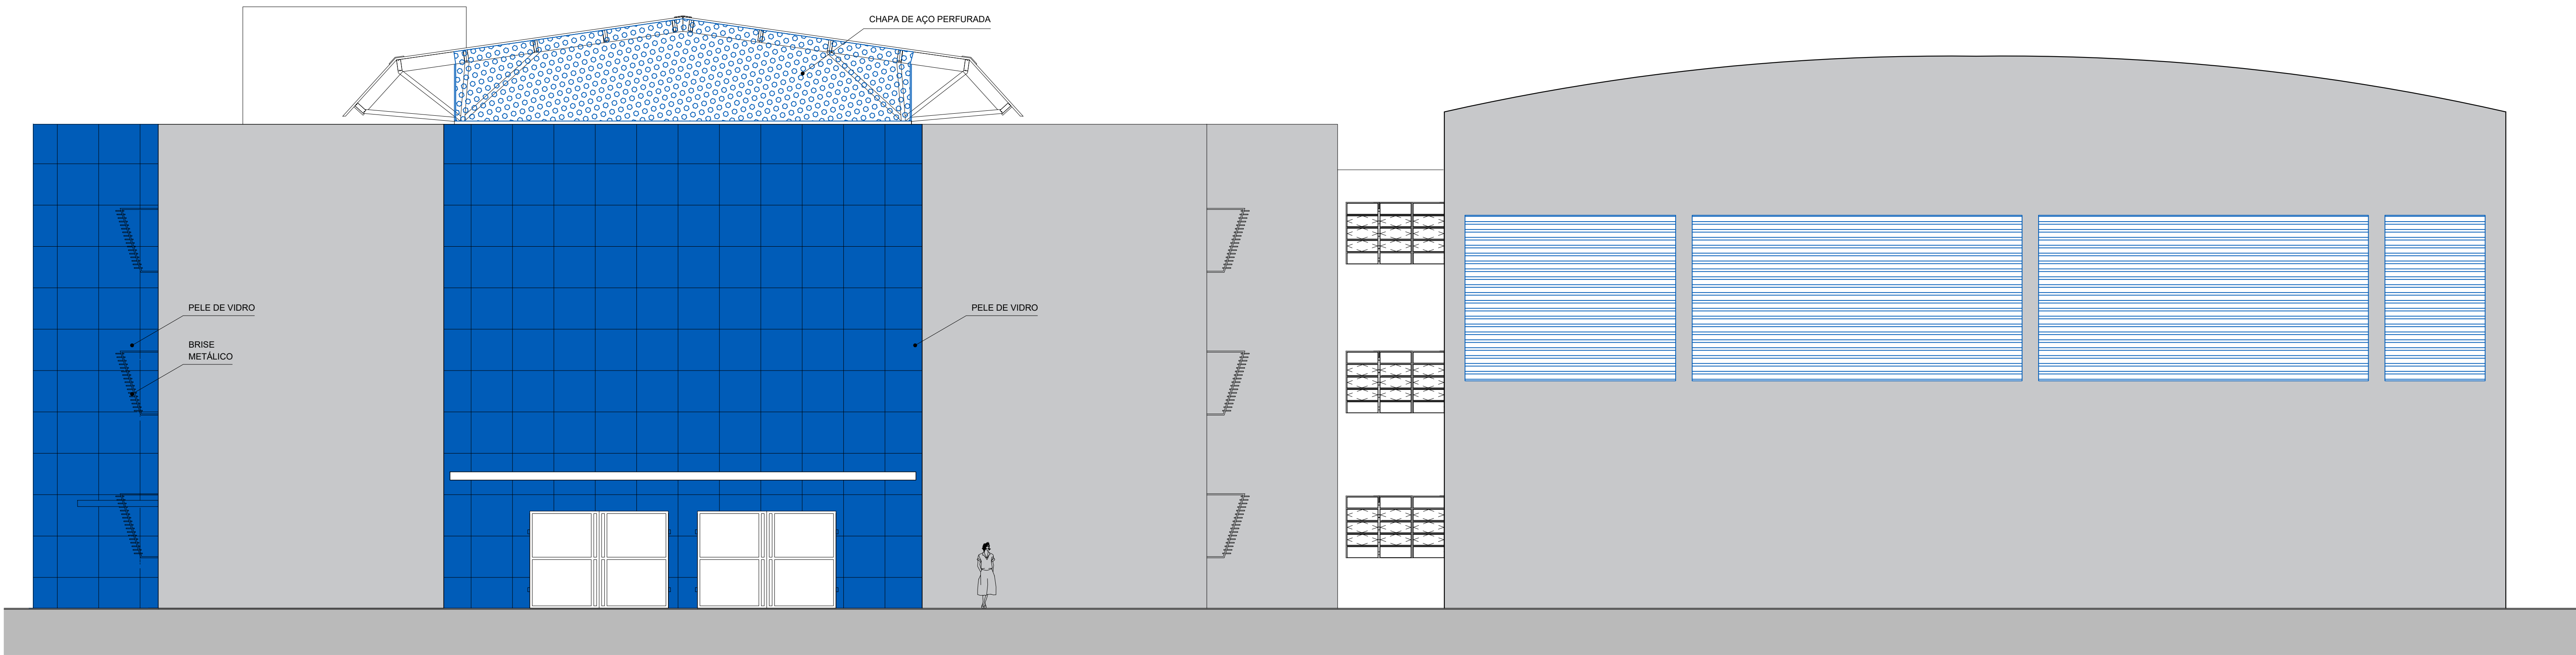 CHAPA DE AÇO PERFURADA
PELE DE VIDRO
BRISE
METÁLICO
PELE DE VIDRO